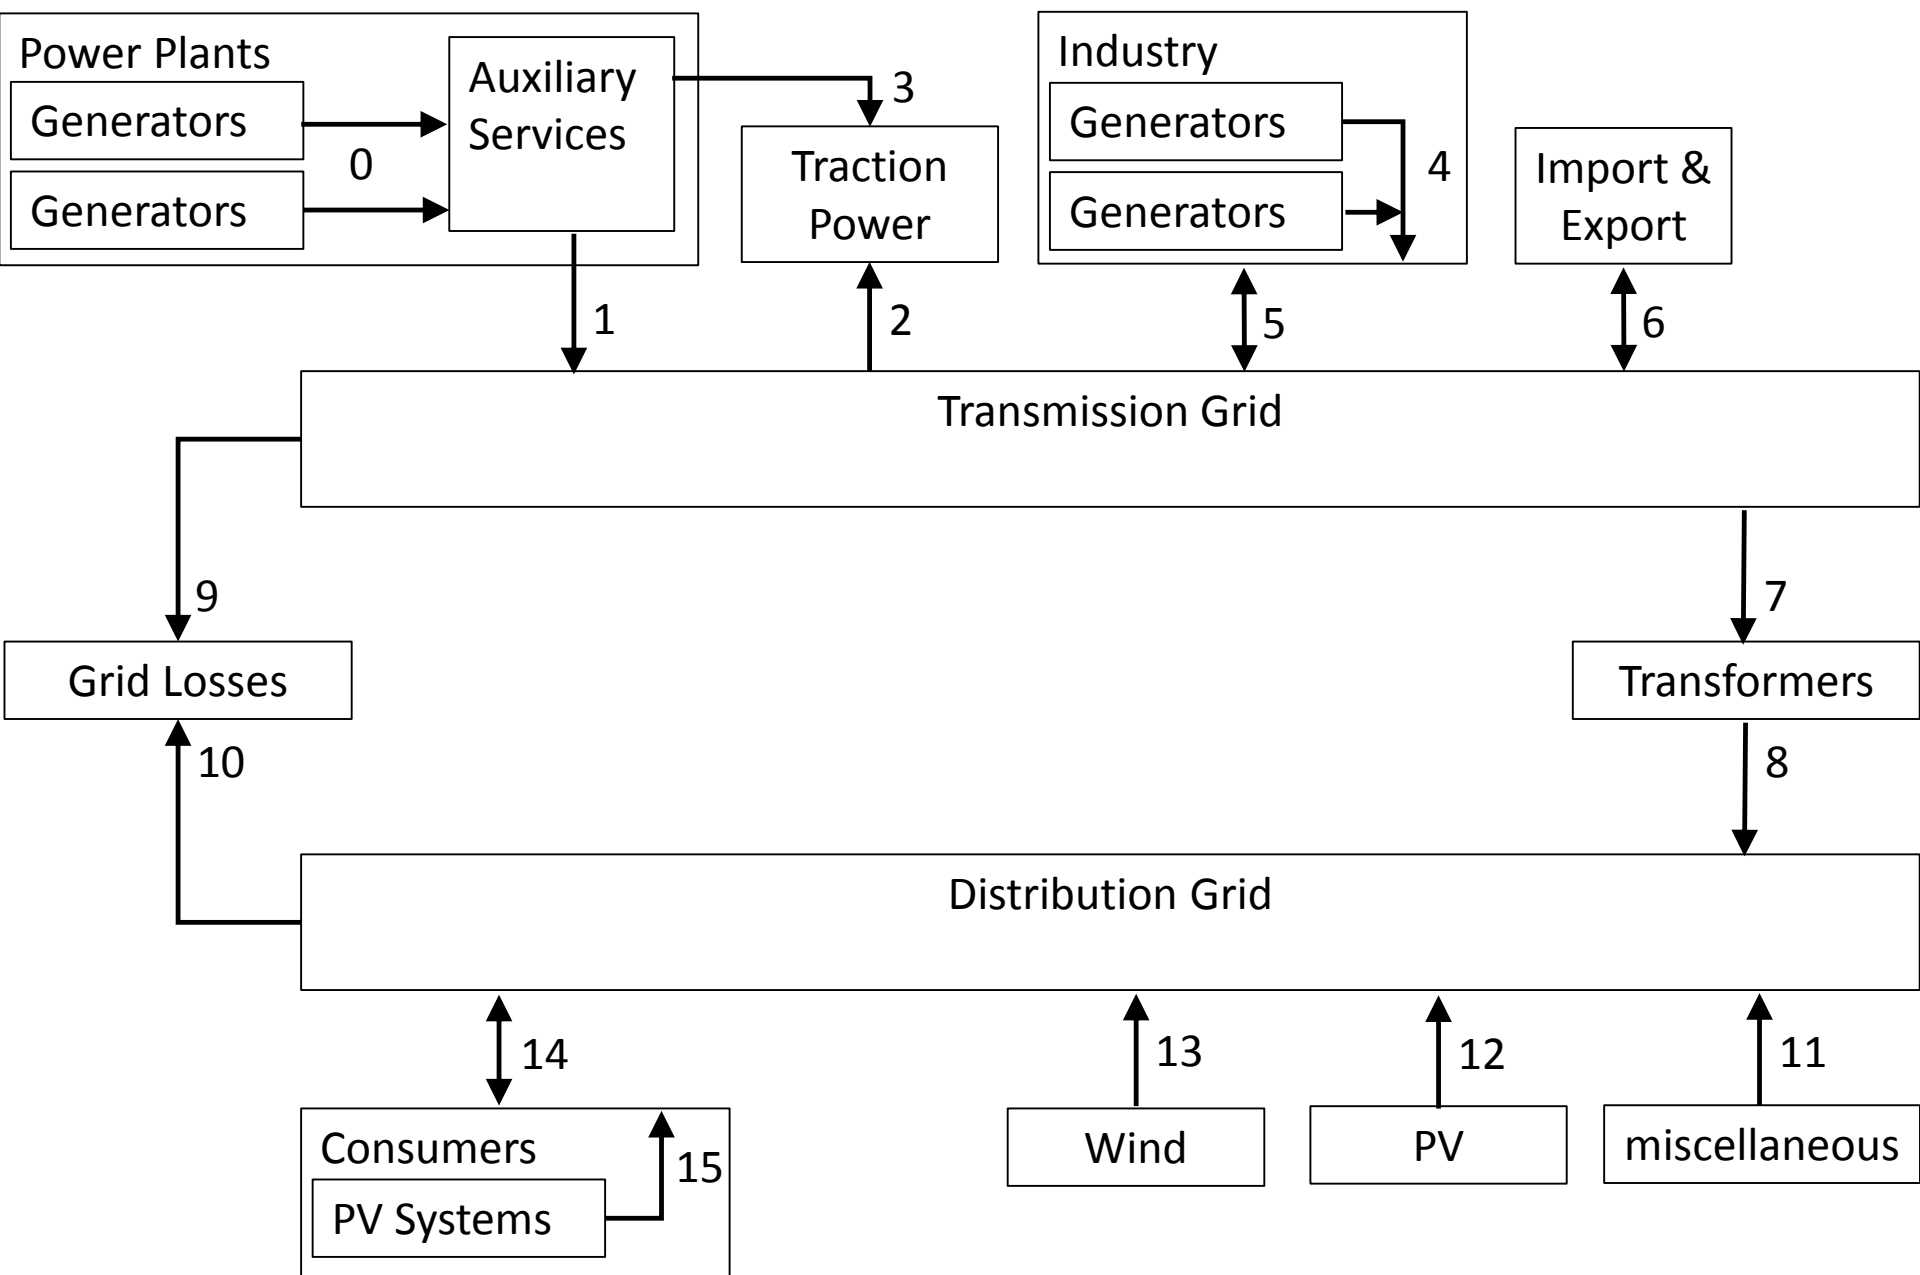 Power Plants
Generators
Generators
0
Auxiliary
Services
3
Traction
Power
Industry
Generators
Generators
4
Import &
Export
1
2
5
6
Transmission Grid
9
7
Grid Losses
Transformers
10
8
Distribution Grid
14
13
12
11
Consumers
PV Systems
15
Wind
PV
miscellaneous